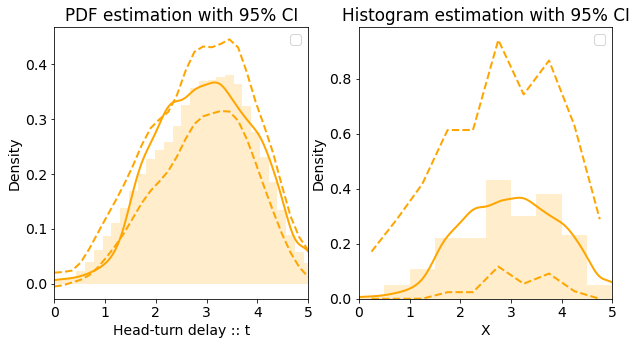 PDF estimation with 95% CI
Density
0.4
0.3
0.2
0.1
0.0
0 1 2 3 4 5
Head-turn delay :: t
Histogram estimation with 95% CI
Density
0.8
0.6
0.4
0.2
0.0
0 1 2 3 4 5
X